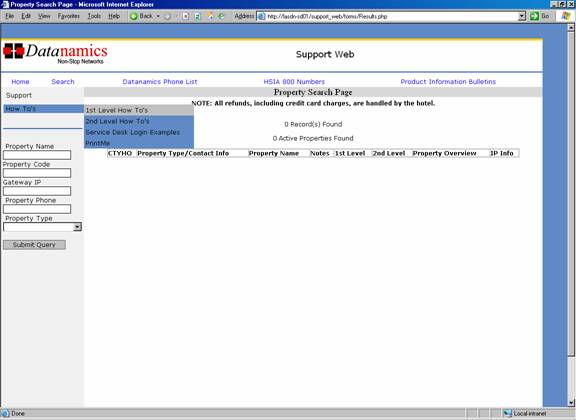 Property Search Page - Microsoft Internet Explorer
File Edit View Favorites Tools Help Back Address http://lasdn-sd01/support_web/forms/Results.php Go
Datanamics
Non-Stop Networks
Support Web
Home Search Datanamics Phone List HSIA 800 Numbers Product Information Bulletins
Support
Property Search Page
NOTE: All refunds, including credit card charges, are handled by the hotel.
How To's
1st Level How To's
2nd Level How To's
Service Desk Login Examples
PrintMe
0 Record(s) Found
0 Active Properties Found
CTYHO Property Type/Contact Info Property Name Notes 1st Level 2nd Level Property Overview IP Info
Property Name
Property Code
Gateway IP
Property Phone
Property Type
Submit Query
Done Local intranet